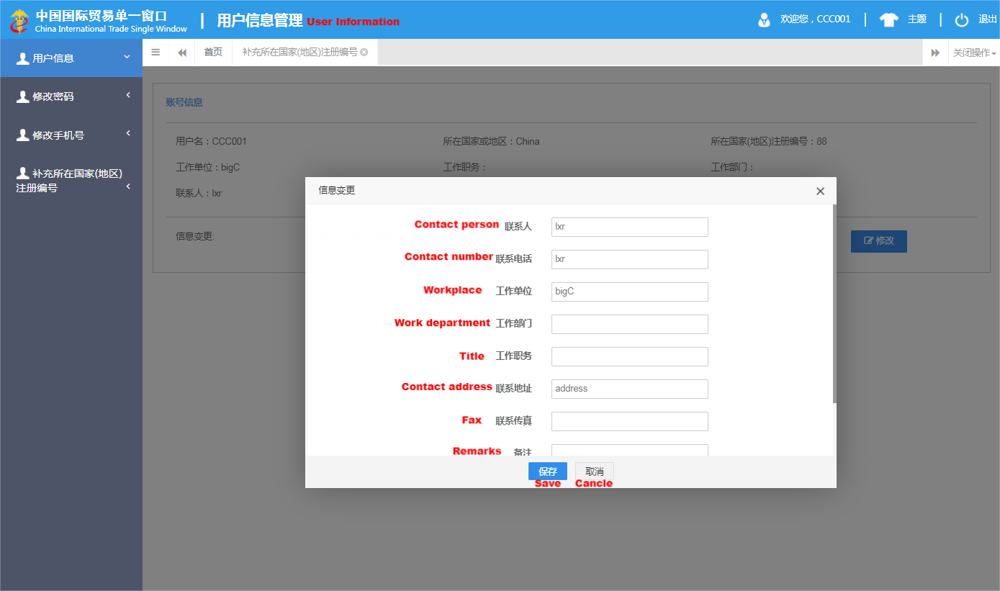 中国国际贸易单一窗口
China International Trade Single Window
用户信息管理 User Information
欢迎您，CCC001
主题
退出
用户信息
修改密码
修改手机号
补充所在国家(地区)
注册编号
首页
补充所在国家(地区)注册编号
关闭操作
账号信息
用户名：CCC001
所在国家或地区：China
所在国家(地区)注册编号：88
工作单位：bigC
工作职务：
工作部门：
联系人：lxr
信息变更:
修改
信息变更
Contact person 联系人 lxr
Contact number 联系电话 lxr
Workplace 工作单位 bigC
Work department 工作部门
Title 工作职务
Contact address 联系地址 address
Fax 联系传真
Remarks 备注
保存 取消
Save Cancle